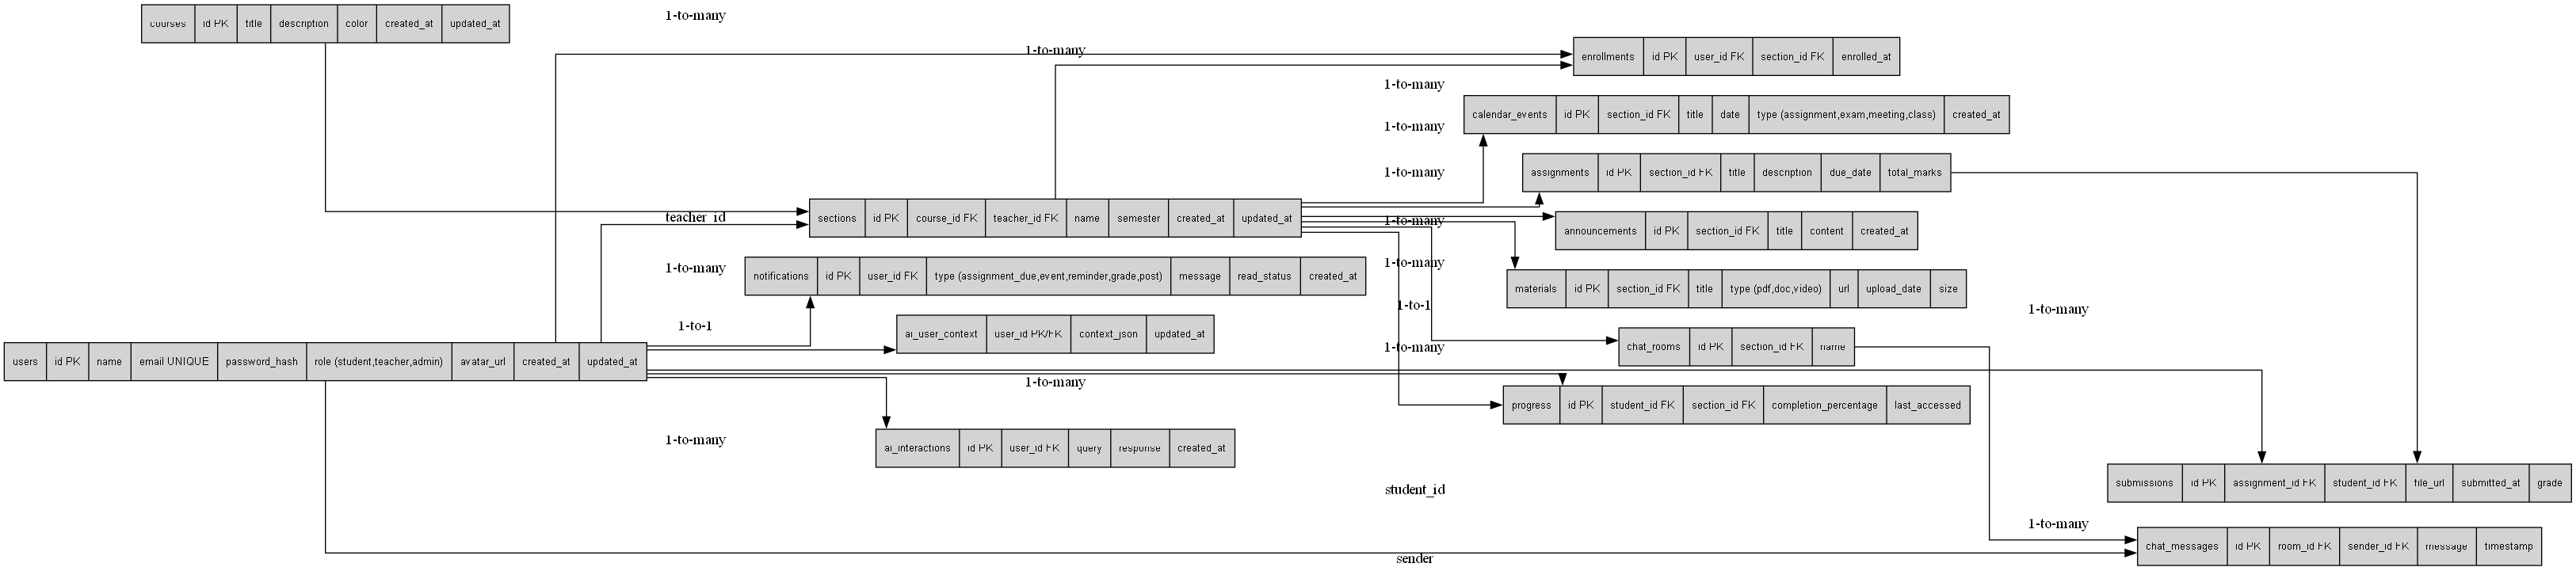 courses | id PK | title | description | color | created_at | updated_at
1-to-many
1-to-many
enrollments | id PK | user_id FK | section_id FK | enrolled_at
1-to-many
calendar_events | id PK | section_id FK | title | date | type (assignment,exam,meeting,class) | created_at
1-to-many
1-to-many
assignments | id PK | section_id FK | title | description | due_date | total_marks
teacher_id
sections | id PK | course_id FK | teacher_id FK | name | semester | created_at | updated_at
1-to-many
announcements | id PK | section_id FK | title | content | created_at
1-to-many
notifications | id PK | user_id FK | type (assignment_due,event,reminder,grade,post) | message | read_status | created_at
1-to-many
materials | id PK | section_id FK | title | type (pdf,doc,video) | url | upload_date | size
1-to-1
1-to-many
1-to-1
ai_user_context | user_id PK/FK | context_json | updated_at
1-to-many
chat_rooms | id PK | section_id FK | name
users | id PK | name | email UNIQUE | password_hash | role (student,teacher,admin) | avatar_url | created_at | updated_at
1-to-many
progress | id PK | student_id FK | section_id FK | completion_percentage | last_accessed
1-to-many
ai_interactions | id PK | user_id FK | query | response | created_at
student_id
submissions | id PK | assignment_id FK | student_id FK | file_url | submitted_at | grade
1-to-many
chat_messages | id PK | room_id FK | sender_id FK | message | timestamp
sender